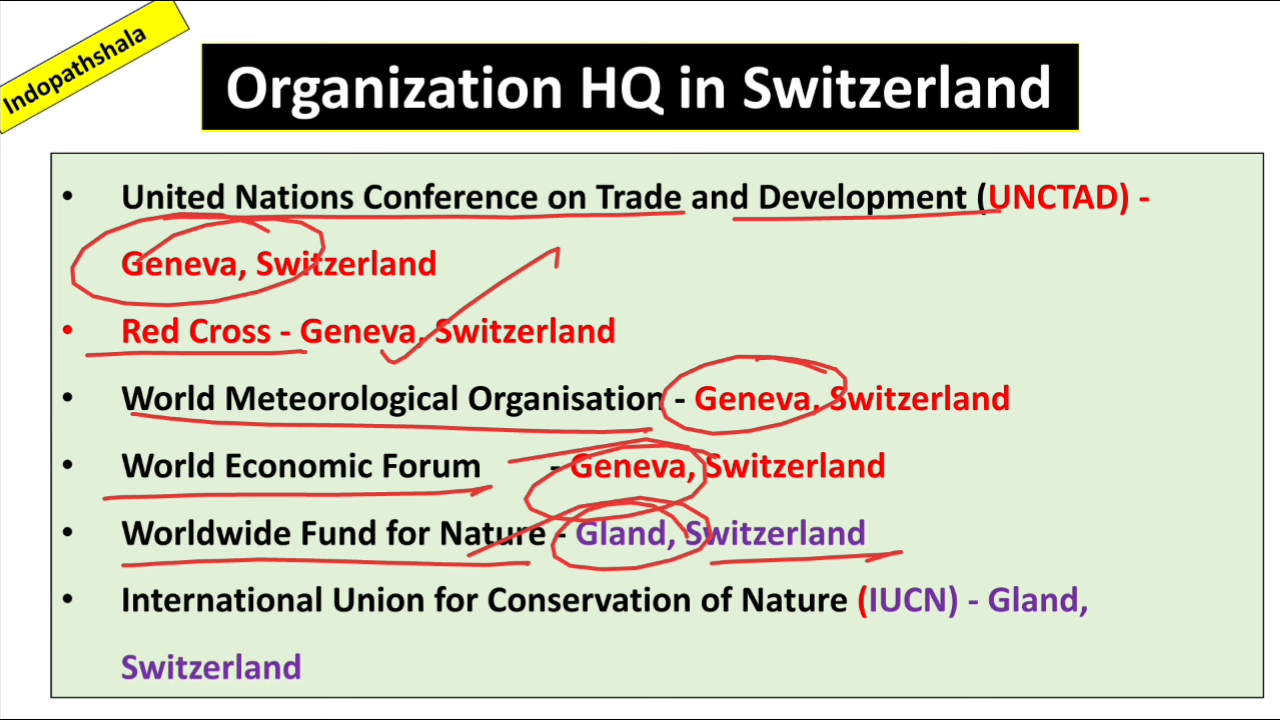 Indopathshala
Organization HQ in Switzerland
• United Nations Conference on Trade and Development (UNCTAD) -
Geneva, Switzerland
• Red Cross - Geneva, Switzerland
• World Meteorological Organisation - Geneva, Switzerland
• World Economic Forum - Geneva, Switzerland
• Worldwide Fund for Nature - Gland, Switzerland
• International Union for Conservation of Nature (IUCN) - Gland,
Switzerland